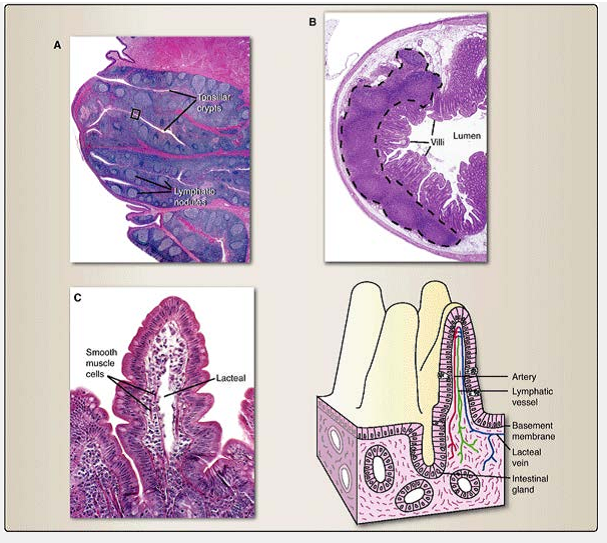 A
Tonsillar
crypts
Lymphatic
nodules
B
Villi
Lumen
C
Smooth
muscle
cells
Lacteal
Artery
Lymphatic
vessel
Basement
membrane
Lacteal
vein
Intestinal
gland